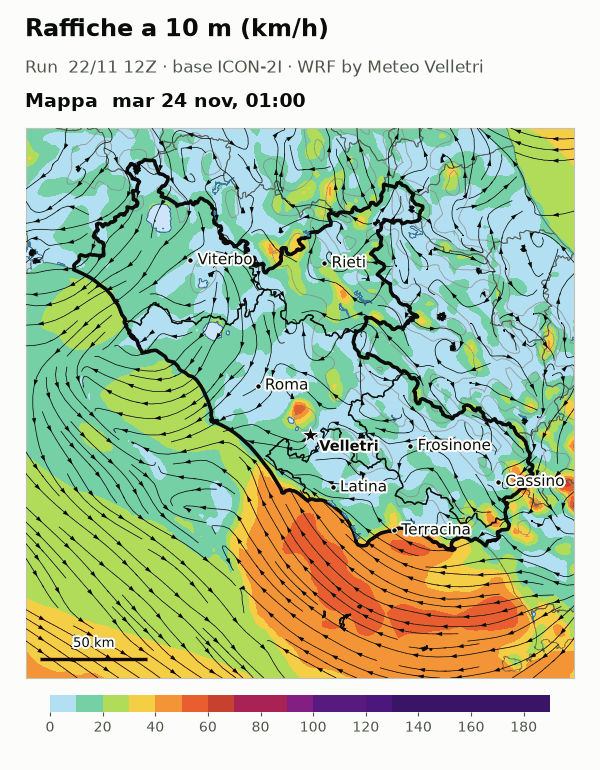 Raffiche a 10 m (km/h)
Run  22/11 12Z · base ICON-2I · WRF by Meteo Velletri
Mappa  mar 24 nov, 01:00
Viterbo
Rieti
Roma
Velletri
Frosinone
Latina
Cassino
Terracina
50 km
0 20 40 60 80 100 120 140 160 180